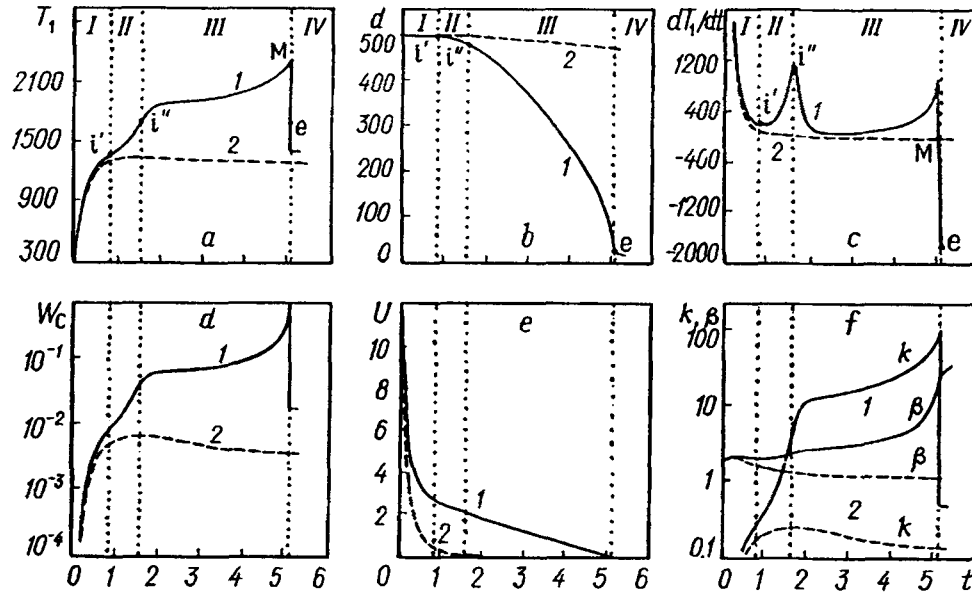 T₁ I II III IV
2100
1500
900
300
M
1
e
i' i''
2
a
d I II III IV
500
400
300
200
100
0
i' i''
2
1
b
e
dT₁/dt I II III IV
1200
400
-400
-1200
-2000
i''
i'
1
2
M
c
e
W_c
10⁻¹
10⁻²
10⁻³
10⁻⁴
d
1
2
0 1 2 3 4 5 6
U
10
8
6
4
2
e
1
2
0 1 2 3 4 5 6
k, β
100
10
1
0.1
f
k
1
β
β
2
k
0 1 2 3 4 5 t